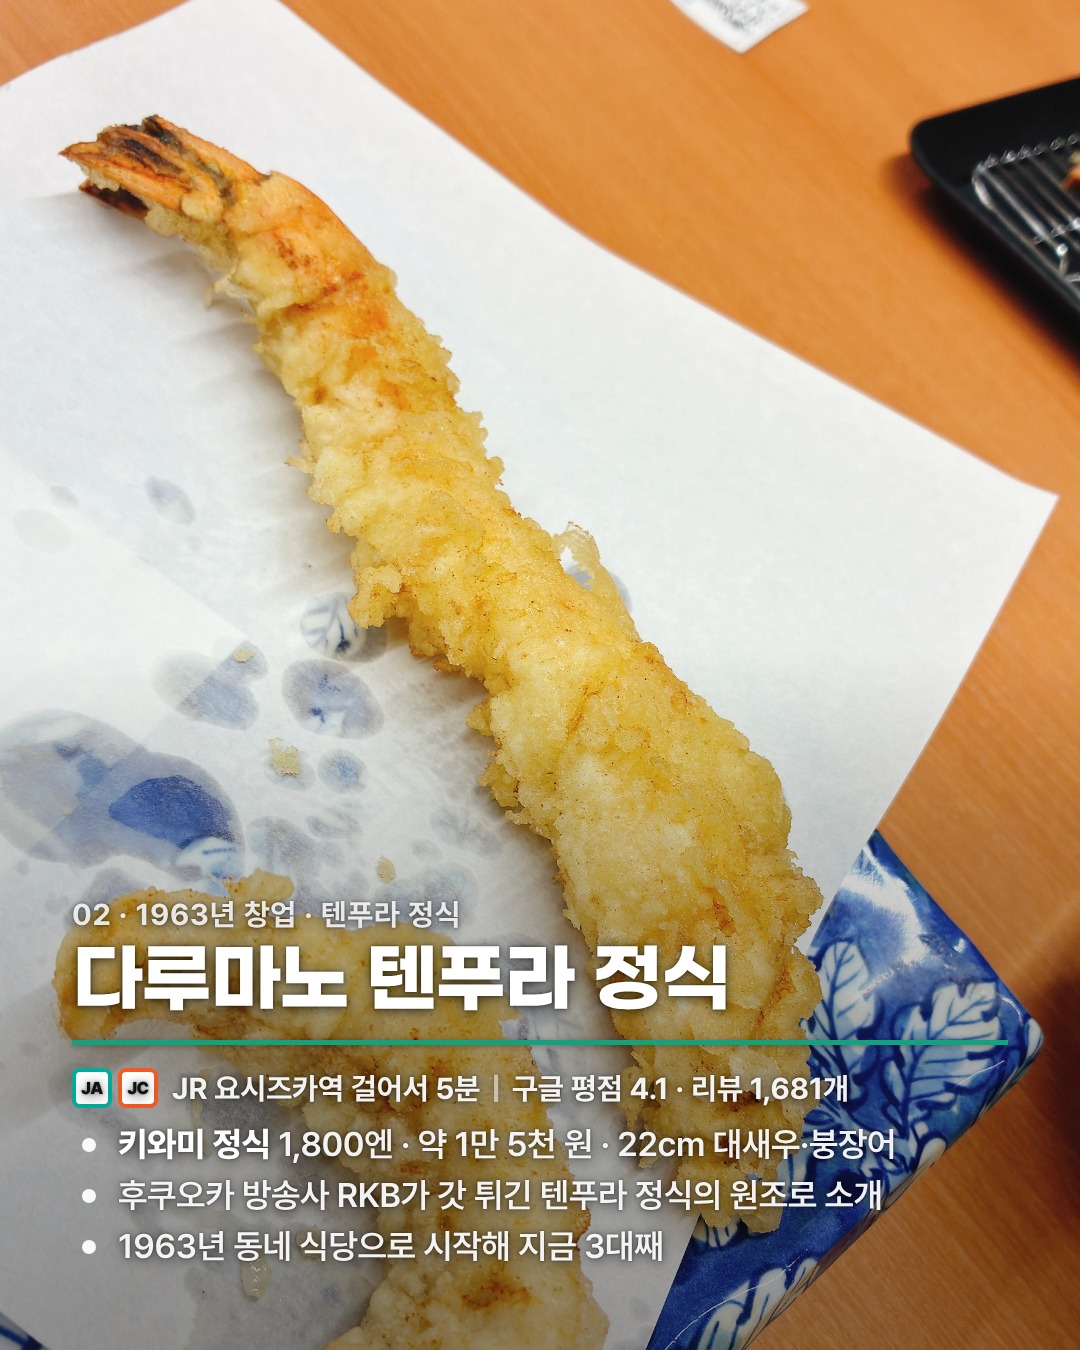 02 · 1963년 창업 · 텐푸라 정식
다루마노 텐푸라 정식
JA JC JR 요시즈카역 걸어서 5분 | 구글 평점 4.1 · 리뷰 1,681개
• 키와미 정식 1,800엔 · 약 1만 5천 원 · 22cm 대새우·붕장어
• 후쿠오카 방송사 RKB가 갓 튀긴 텐푸라 정식의 원조로 소개
• 1963년 동네 식당으로 시작해 지금 3대째